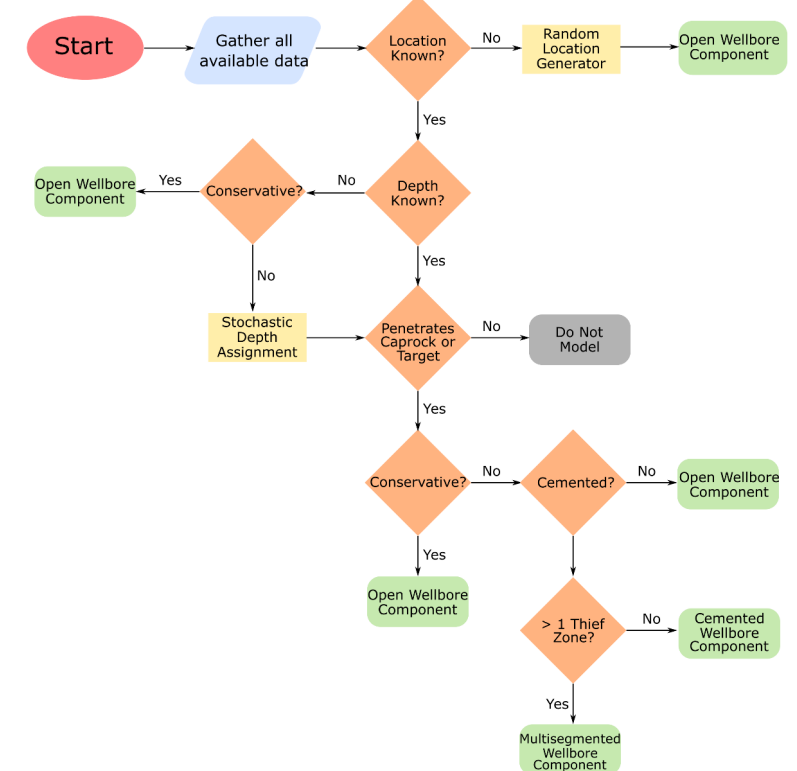 Start
Gather all
available data
Location
Known?
No
Random
Location
Generator
Open Wellbore
Component
Yes
Depth
Known?
No
Conservative?
Yes
Open Wellbore
Component
Yes
No
Stochastic
Depth
Assignment
Penetrates
Caprock or
Target
No
Do Not
Model
Yes
Conservative?
No
Cemented?
No
Open Wellbore
Component
Yes
Open Wellbore
Component
> 1 Thief
Zone?
No
Cemented
Wellbore
Component
Yes
Multisegmented
Wellbore
Component